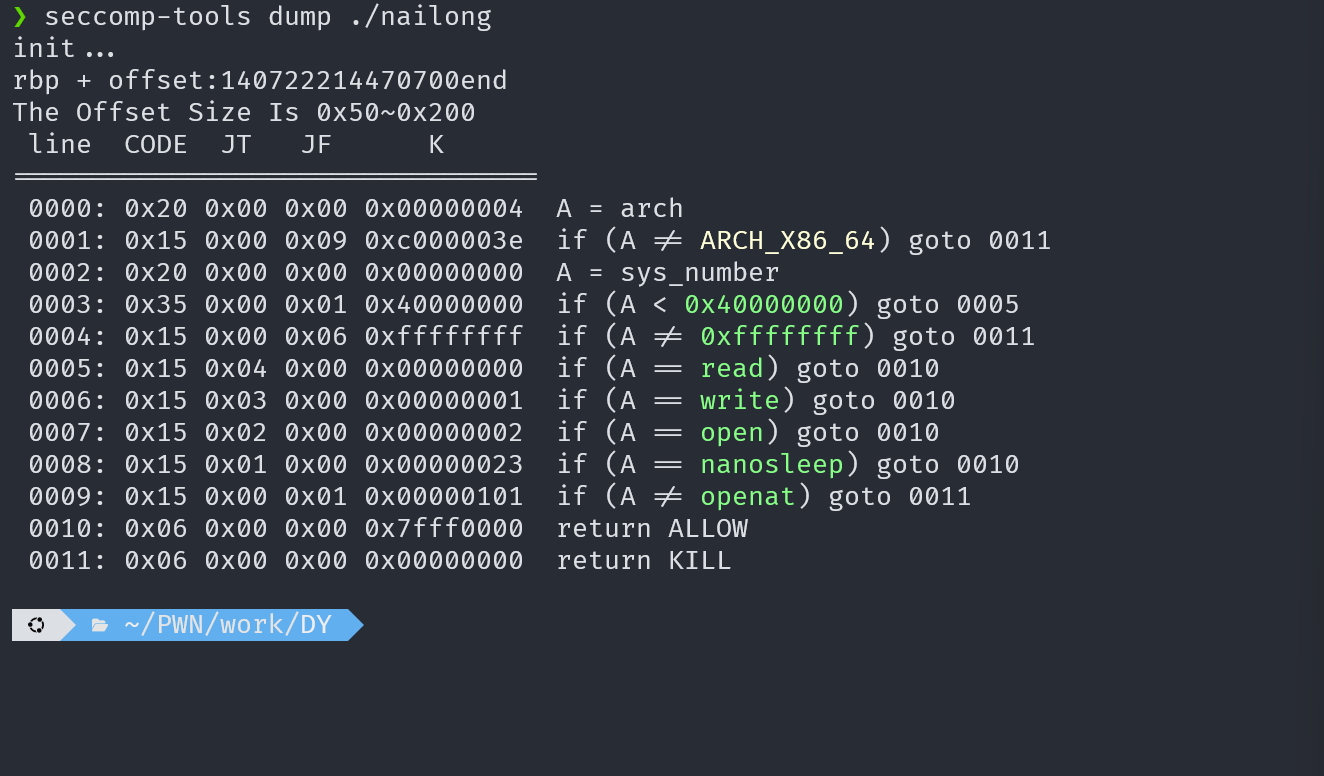 ❯ seccomp-tools dump ./nailong
init...
rbp + offset:140722214470700end
The Offset Size Is 0x50~0x200
 line  CODE  JT   JF      K
=================================
 0000: 0x20 0x00 0x00 0x00000004  A = arch
 0001: 0x15 0x00 0x09 0xc000003e  if (A != ARCH_X86_64) goto 0011
 0002: 0x20 0x00 0x00 0x00000000  A = sys_number
 0003: 0x35 0x00 0x01 0x40000000  if (A < 0x40000000) goto 0005
 0004: 0x15 0x00 0x06 0xffffffff  if (A != 0xffffffff) goto 0011
 0005: 0x15 0x04 0x00 0x00000000  if (A == read) goto 0010
 0006: 0x15 0x03 0x00 0x00000001  if (A == write) goto 0010
 0007: 0x15 0x02 0x00 0x00000002  if (A == open) goto 0010
 0008: 0x15 0x01 0x00 0x00000023  if (A == nanosleep) goto 0010
 0009: 0x15 0x00 0x01 0x00000101  if (A != openat) goto 0011
 0010: 0x06 0x00 0x00 0x7fff0000  return ALLOW
 0011: 0x06 0x00 0x00 0x00000000  return KILL
~/PWN/work/DY